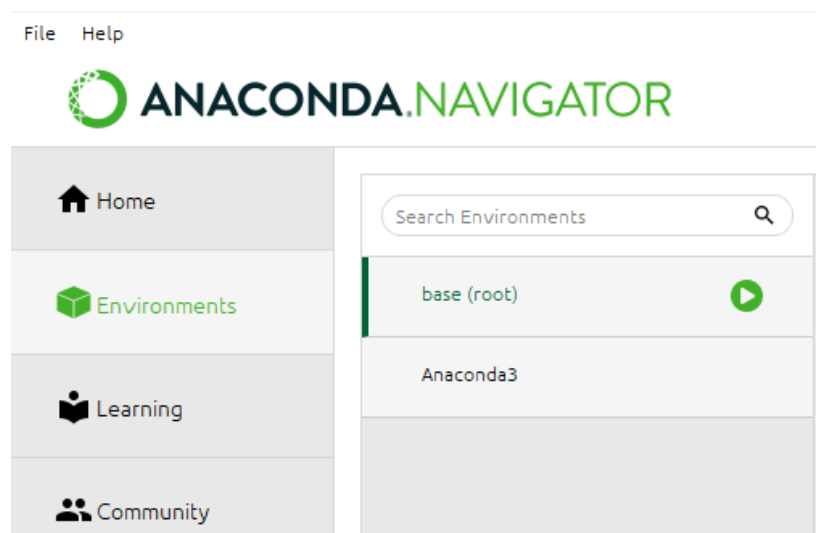 File Help
ANACONDA.NAVIGATOR
Home
Search Environments
base (root)
Environments
Anaconda3
Learning
Community